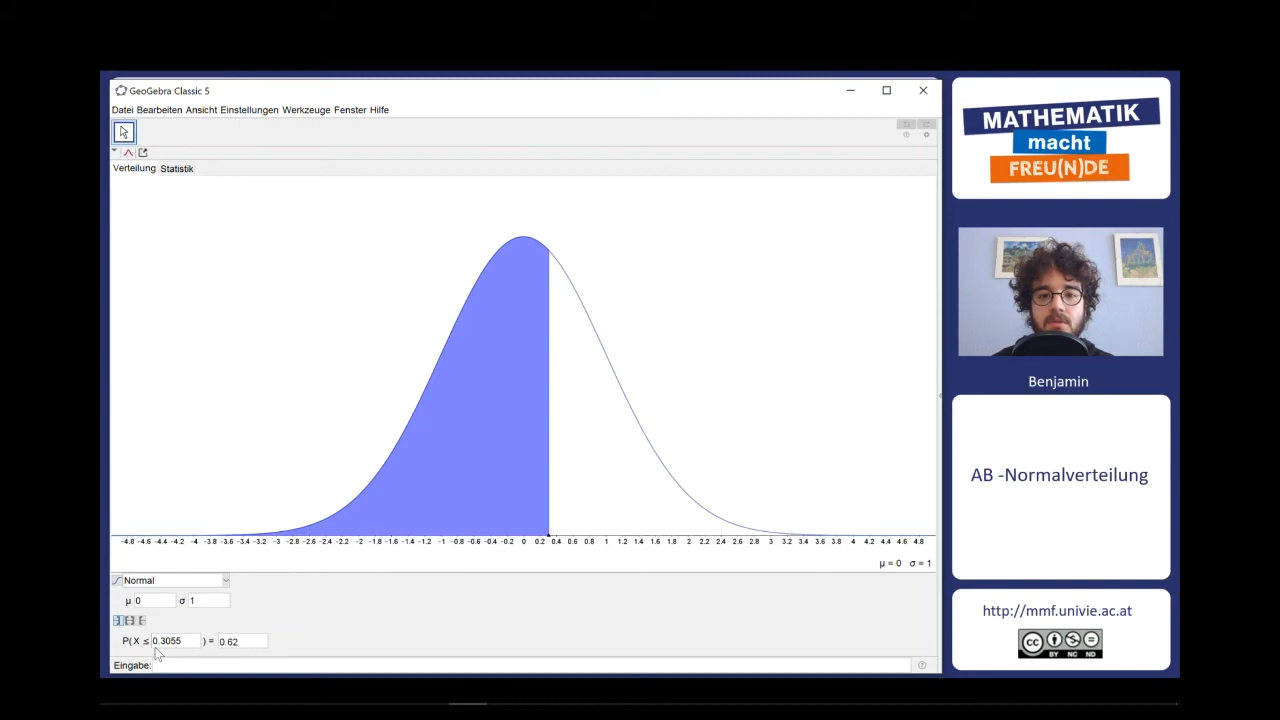 GeoGebra Classic 5
Datei Bearbeiten Ansicht Einstellungen Werkzeuge Fenster Hilfe
Verteilung Statistik
-4.8 -4.6 -4.4 -4.2 -4 -3.8 -3.6 -3.4 -3.2 -3 -2.8 -2.6 -2.4 -2.2 -2 -1.8 -1.6 -1.4 -1.2 -1 -0.8 -0.6 -0.4 -0.2 0 0.2 0.4 0.6 0.8 1 1.2 1.4 1.6 1.8 2 2.2 2.4 2.6 2.8 3 3.2 3.4 3.6 3.8 4 4.2 4.4 4.6 4.8
μ = 0 σ = 1
Normal
μ 0 σ 1
P(X ≤ 0.3055 ) = 0.62
Eingabe:
MATHEMATIK
macht
FREU(N)DE
Benjamin
AB -Normalverteilung
http://mmf.univie.ac.at
CC BY NC ND